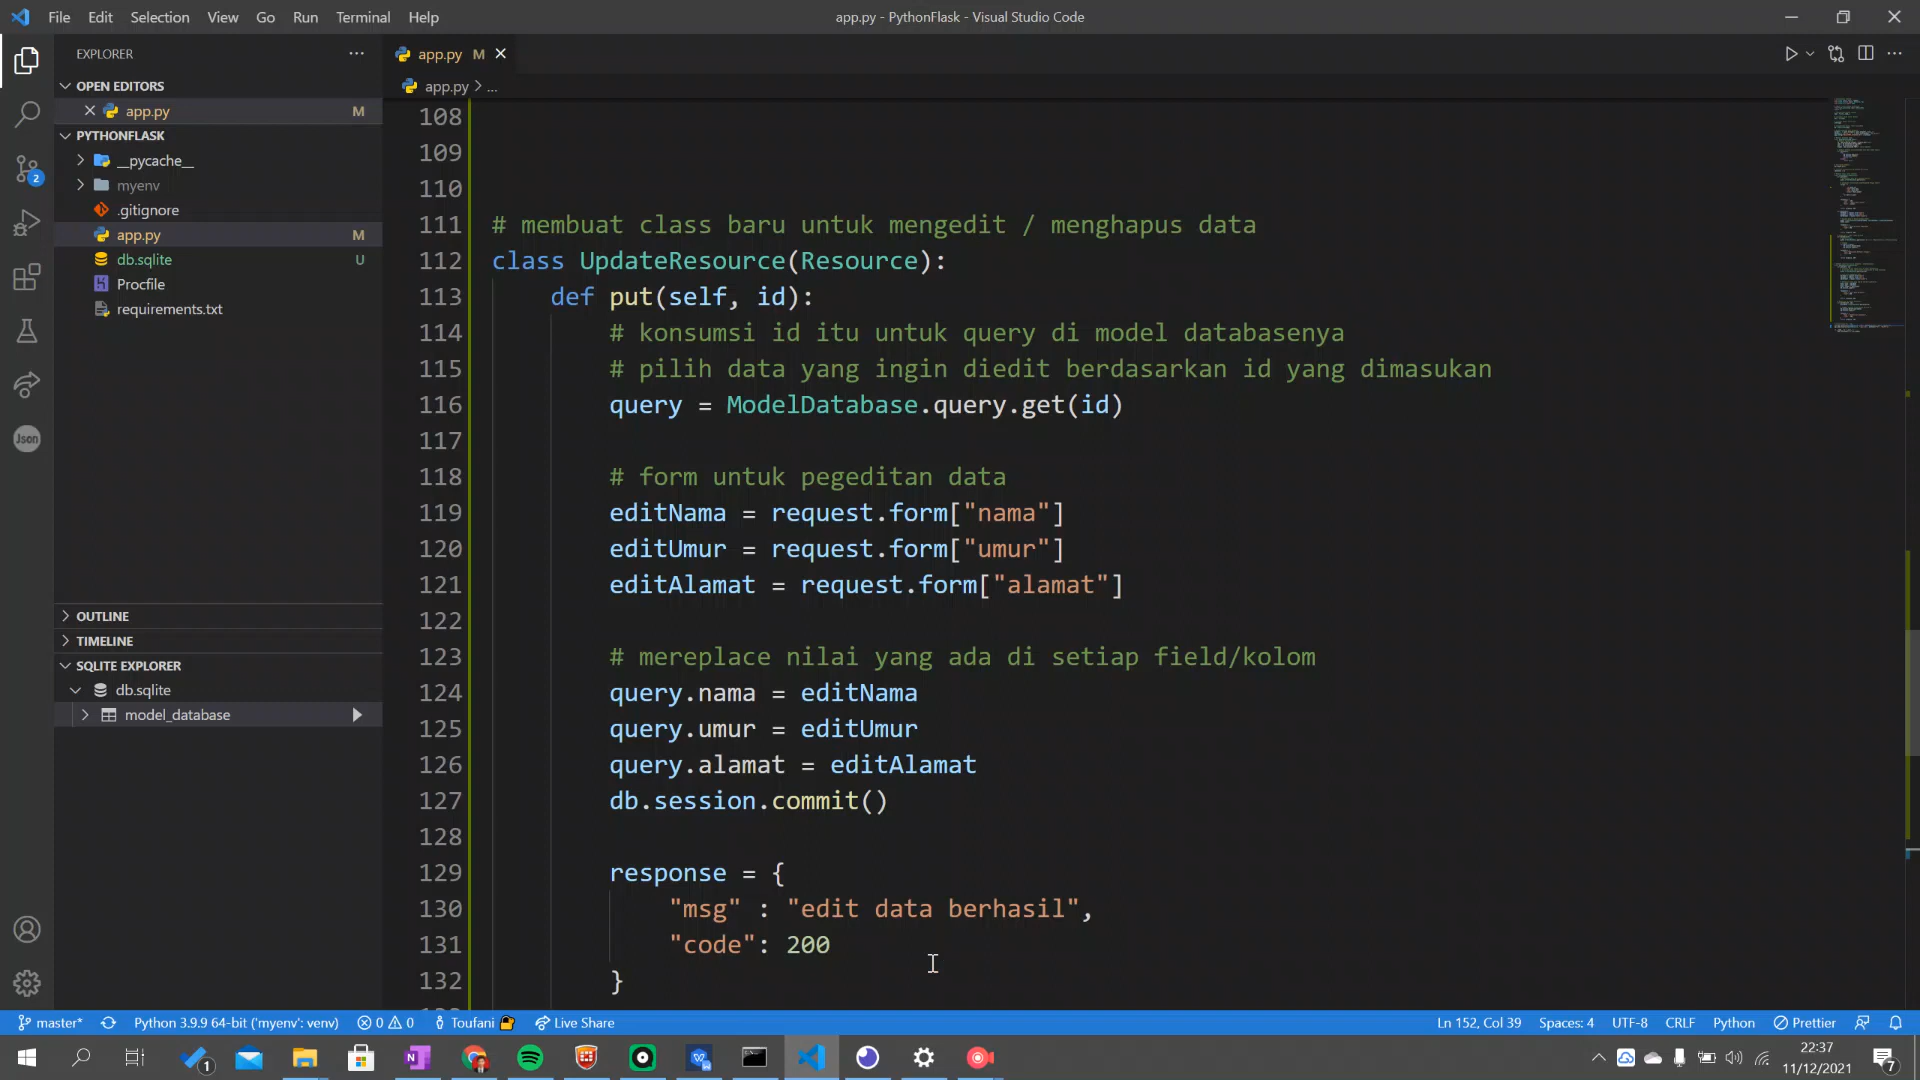 File Edit Selection View Go Run Terminal Help
app.py - PythonFlask - Visual Studio Code
EXPLORER
OPEN EDITORS
app.py M
PYTHONFLASK
__pycache__
myenv
.gitignore
app.py M
db.sqlite U
Procfile
requirements.txt
OUTLINE
TIMELINE
SQLITE EXPLORER
db.sqlite
model_database
Json
2
app.py M
app.py > ...
108
109
110
111 # membuat class baru untuk mengedit / menghapus data
112 class UpdateResource(Resource):
113 def put(self, id):
114 # konsumsi id itu untuk query di model databasenya
115 # pilih data yang ingin diedit berdasarkan id yang dimasukan
116 query = ModelDatabase.query.get(id)
117
118 # form untuk pegeditan data
119 editNama = request.form["nama"]
120 editUmur = request.form["umur"]
121 editAlamat = request.form["alamat"]
122
123 # mereplace nilai yang ada di setiap field/kolom
124 query.nama = editNama
125 query.umur = editUmur
126 query.alamat = editAlamat
127 db.session.commit()
128
129 response = {
130 "msg" : "edit data berhasil",
131 "code": 200
132 }
master* Python 3.9.9 64-bit ('myenv': venv) 0 0 Toufani Live Share
Ln 152, Col 39 Spaces: 4 UTF-8 CRLF Python Prettier
1
22:37
11/12/2021
7